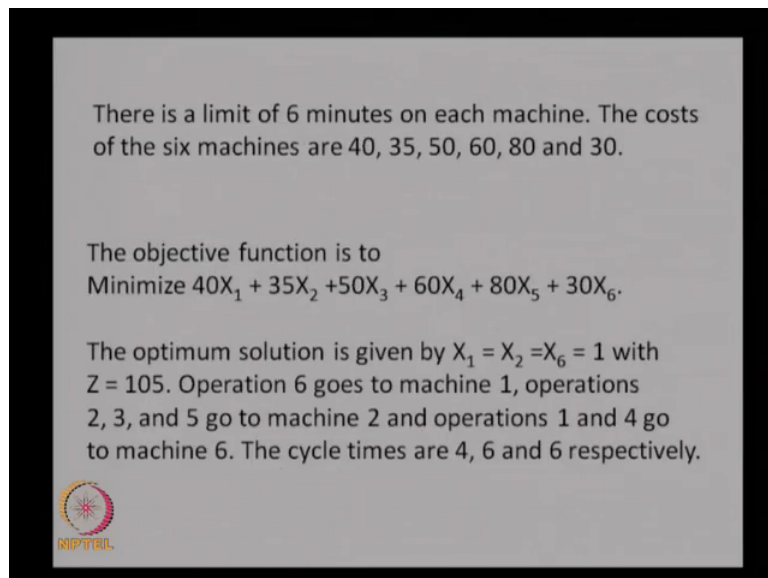 There is a limit of 6 minutes on each machine. The costs
of the six machines are 40, 35, 50, 60, 80 and 30.
The objective function is to
Minimize 40X₁ + 35X₂ +50X₃ + 60X₄ + 80X₅ + 30X₆.
The optimum solution is given by X₁ = X₂ =X₆ = 1 with
Z = 105. Operation 6 goes to machine 1, operations
2, 3, and 5 go to machine 2 and operations 1 and 4 go
to machine 6. The cycle times are 4, 6 and 6 respectively.
NPTEL